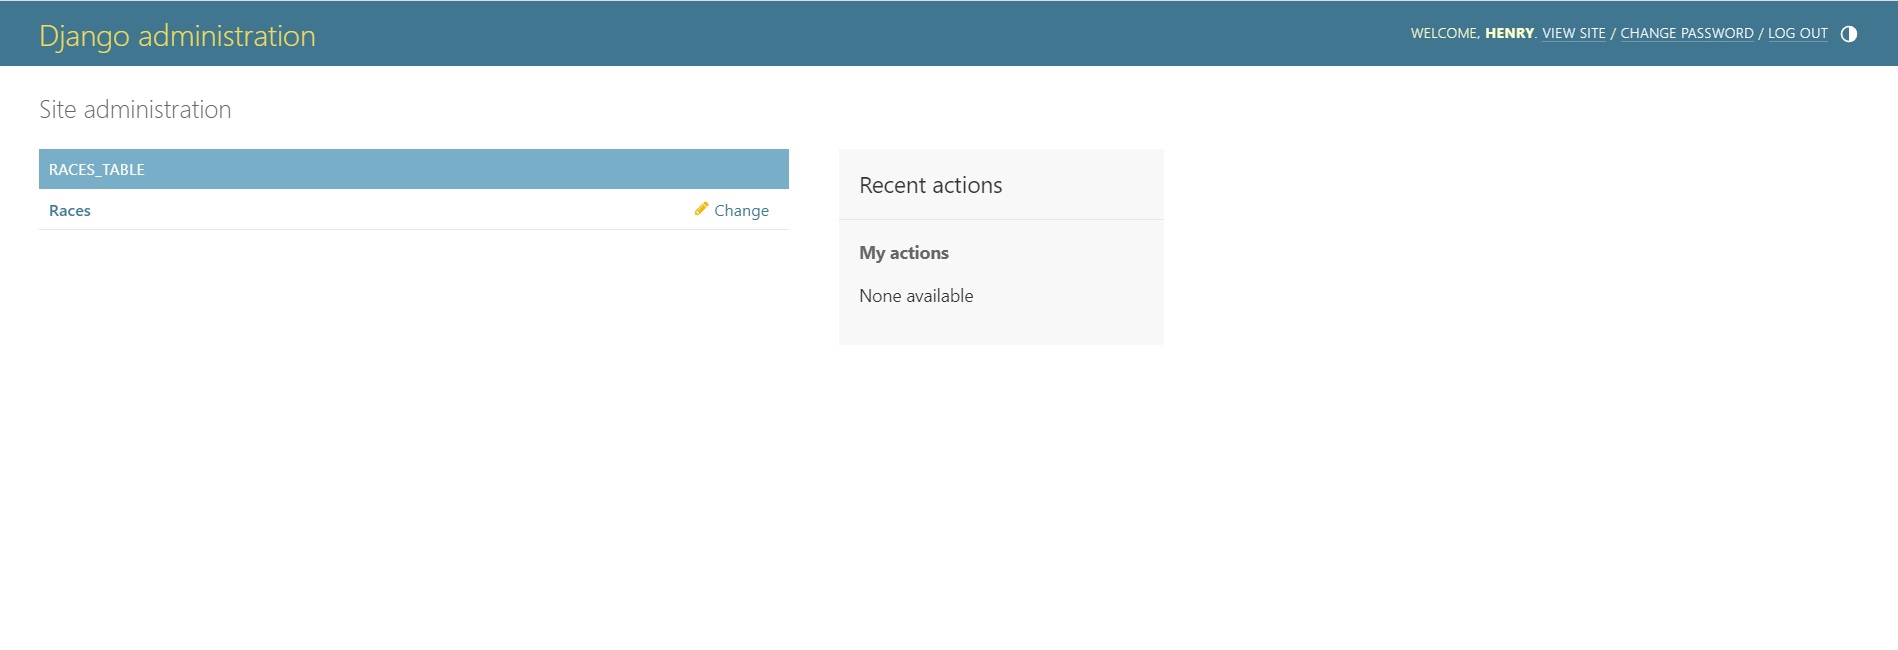 Django administration
WELCOME, HENRY. VIEW SITE / CHANGE PASSWORD / LOG OUT
Site administration
RACES_TABLE
Races
Change
Recent actions
My actions
None available